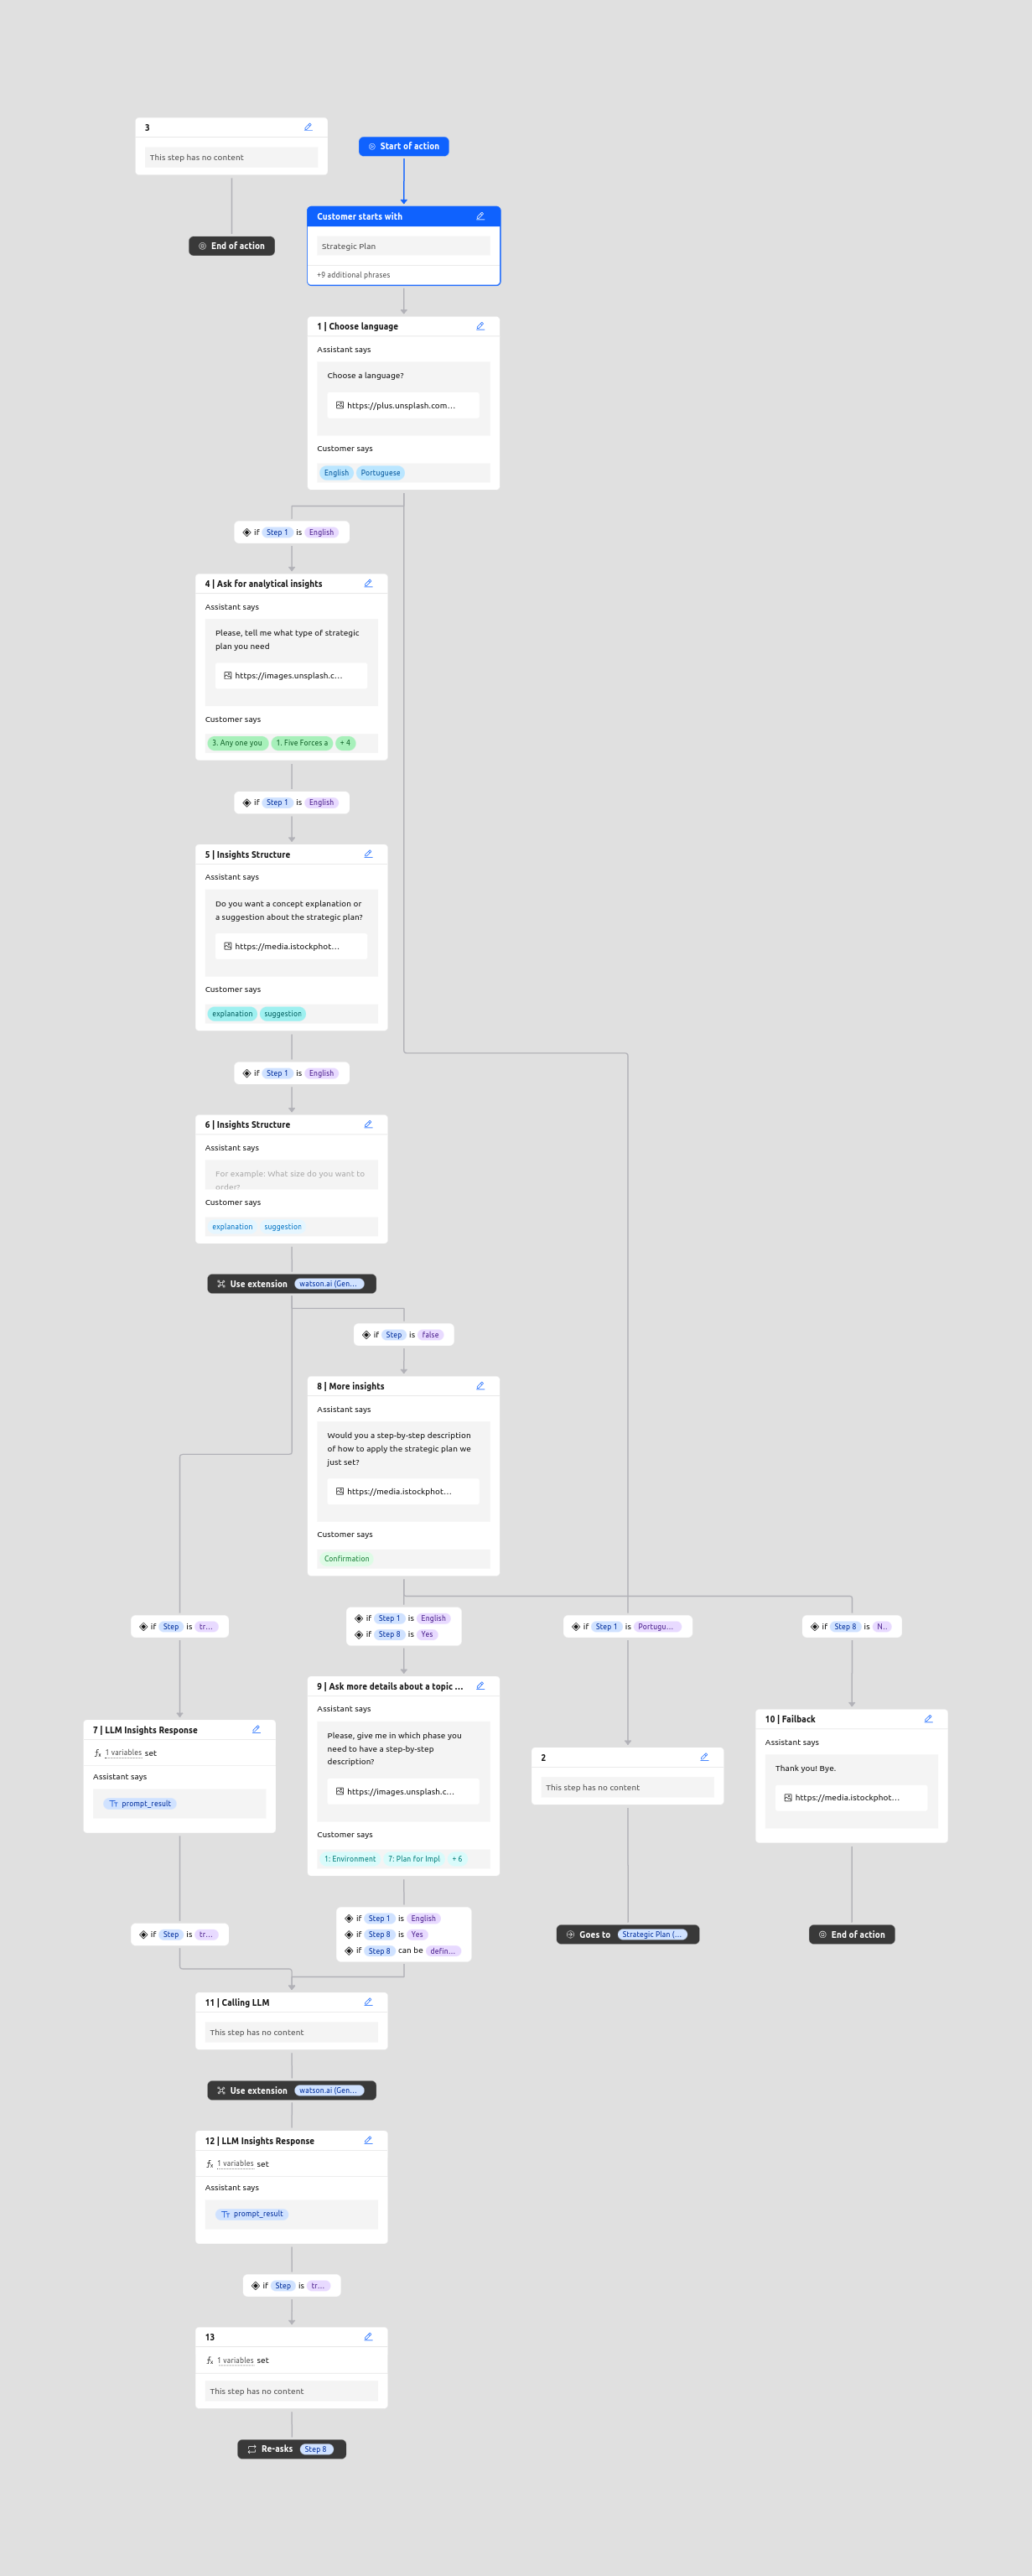 3
This step has no content
End of action
Start of action
Customer starts with
Strategic Plan
+9 additional phrases
1 | Choose language
Assistant says
Choose a language?
https://plus.unsplash.com...
Customer says
English Portuguese
if Step 1 is English
4 | Ask for analytical insights
Assistant says
Please, tell me what type of strategic
plan you need
https://images.unsplash.c...
Customer says
3. Any one you 1. Five Forces a + 4
if Step 1 is English
5 | Insights Structure
Assistant says
Do you want a concept explanation or
a suggestion about the strategic plan?
https://media.istockphot...
Customer says
explanation suggestion
if Step 1 is English
6 | Insights Structure
Assistant says
For example: What size do you want to
order?
Customer says
explanation suggestion
Use extension watson.ai (Gen...
if Step is false
8 | More insights
Assistant says
Would you a step-by-step description
of how to apply the strategic plan we
just set?
https://media.istockphot...
Customer says
Confirmation
if Step is tr...
if Step 1 is English
if Step 8 is Yes
if Step 1 is Portugu...
if Step 8 is N..
7 | LLM Insights Response
1 variables set
Assistant says
prompt_result
9 | Ask more details about a topic ...
Assistant says
Please, give me in which phase you
need to have a step-by-step
description?
https://images.unsplash.c...
Customer says
1: Environment 7: Plan for Impl + 6
2
This step has no content
10 | Failback
Assistant says
Thank you! Bye.
https://media.istockphot...
if Step is tr...
if Step 1 is English
if Step 8 is Yes
if Step 8 can be defin...
Goes to Strategic Plan (...
End of action
11 | Calling LLM
This step has no content
Use extension watson.ai (Gen...
12 | LLM Insights Response
1 variables set
Assistant says
prompt_result
if Step is tr...
13
1 variables set
This step has no content
Re-asks Step 8